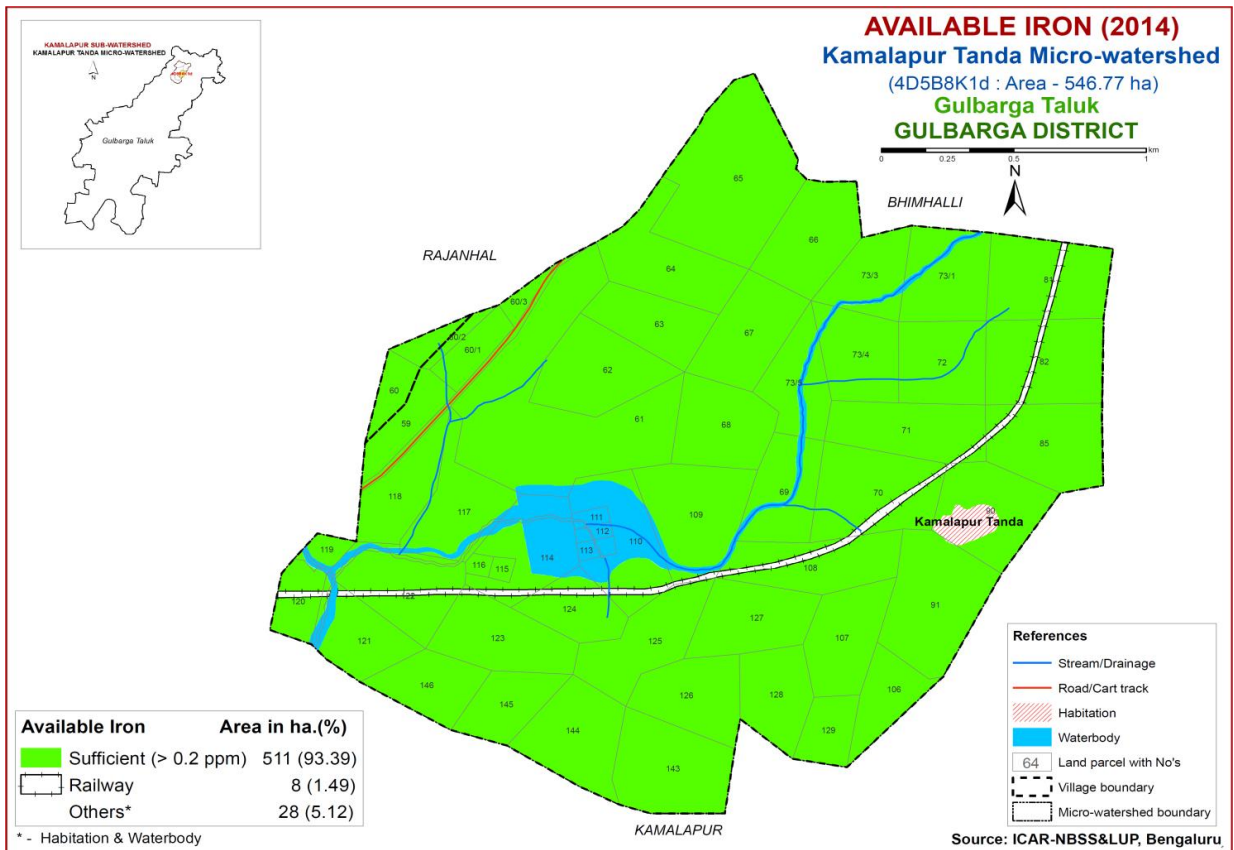 AVAILABLE IRON (2014)
Kamalapur Tanda Micro-watershed
(4D5B8K1d : Area - 546.77 ha)
Gulbarga Taluk
GULBARGA DISTRICT
0 0.25 0.5 1 km
N
KAMALAPUR SUB-WATERSHED
KAMALAPUR TANDA MICRO-WATERSHED
N
Gulbarga Taluk
BHIMHALLI
RAJANHAL
65
66
64
73/3
73/1
81
60/3
63
67
60/2
60/1
73/4
72
82
62
73/5
60
59
61
68
71
85
118
69
70
117
111
109
90
Kamalapur Tanda
112
110
119
114
113
116
115
108
120
122
124
91
123
125
127
121
107
146
126
128
106
145
144
129
143
KAMALAPUR
Available Iron Area in ha.(%)
Sufficient (> 0.2 ppm) 511 (93.39)
Railway 8 (1.49)
Others* 28 (5.12)
* - Habitation & Waterbody
References
Stream/Drainage
Road/Cart track
Habitation
Waterbody
64 Land parcel with No's
Village boundary
Micro-watershed boundary
Source: ICAR-NBSS&LUP, Bengaluru